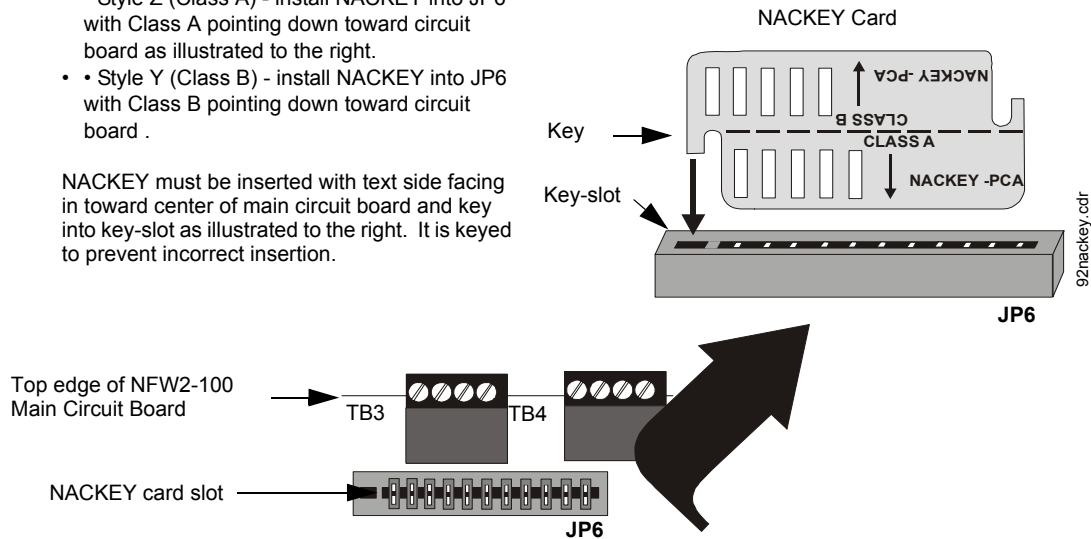 Style Z (Class A) - install NACKEY into JP6
with Class A pointing down toward circuit
board as illustrated to the right.
• • Style Y (Class B) - install NACKEY into JP6
with Class B pointing down toward circuit
board .
NACKEY must be inserted with text side facing
in toward center of main circuit board and key
into key-slot as illustrated to the right. It is keyed
to prevent incorrect insertion.
NACKEY Card
NACKEY -PCA
CLASS B
CLASS A
NACKEY -PCA
Key
Key-slot
JP6
92nackey.cdr
Top edge of NFW2-100
Main Circuit Board
TB3
TB4
NACKEY card slot
JP6